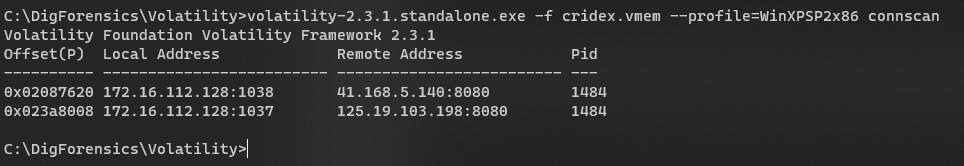 C:\DigForensics\Volatility>volatility-2.3.1.standalone.exe -f cridex.vmem --profile=WinXPSP2x86 connscan
Volatility Foundation Volatility Framework 2.3.1
Offset(P)  Local Address             Remote Address            Pid
---------- ------------------------- ------------------------- ---
0x02087620 172.16.112.128:1038       41.168.5.140:8080         1484
0x023a8008 172.16.112.128:1037       125.19.103.198:8080       1484
C:\DigForensics\Volatility>